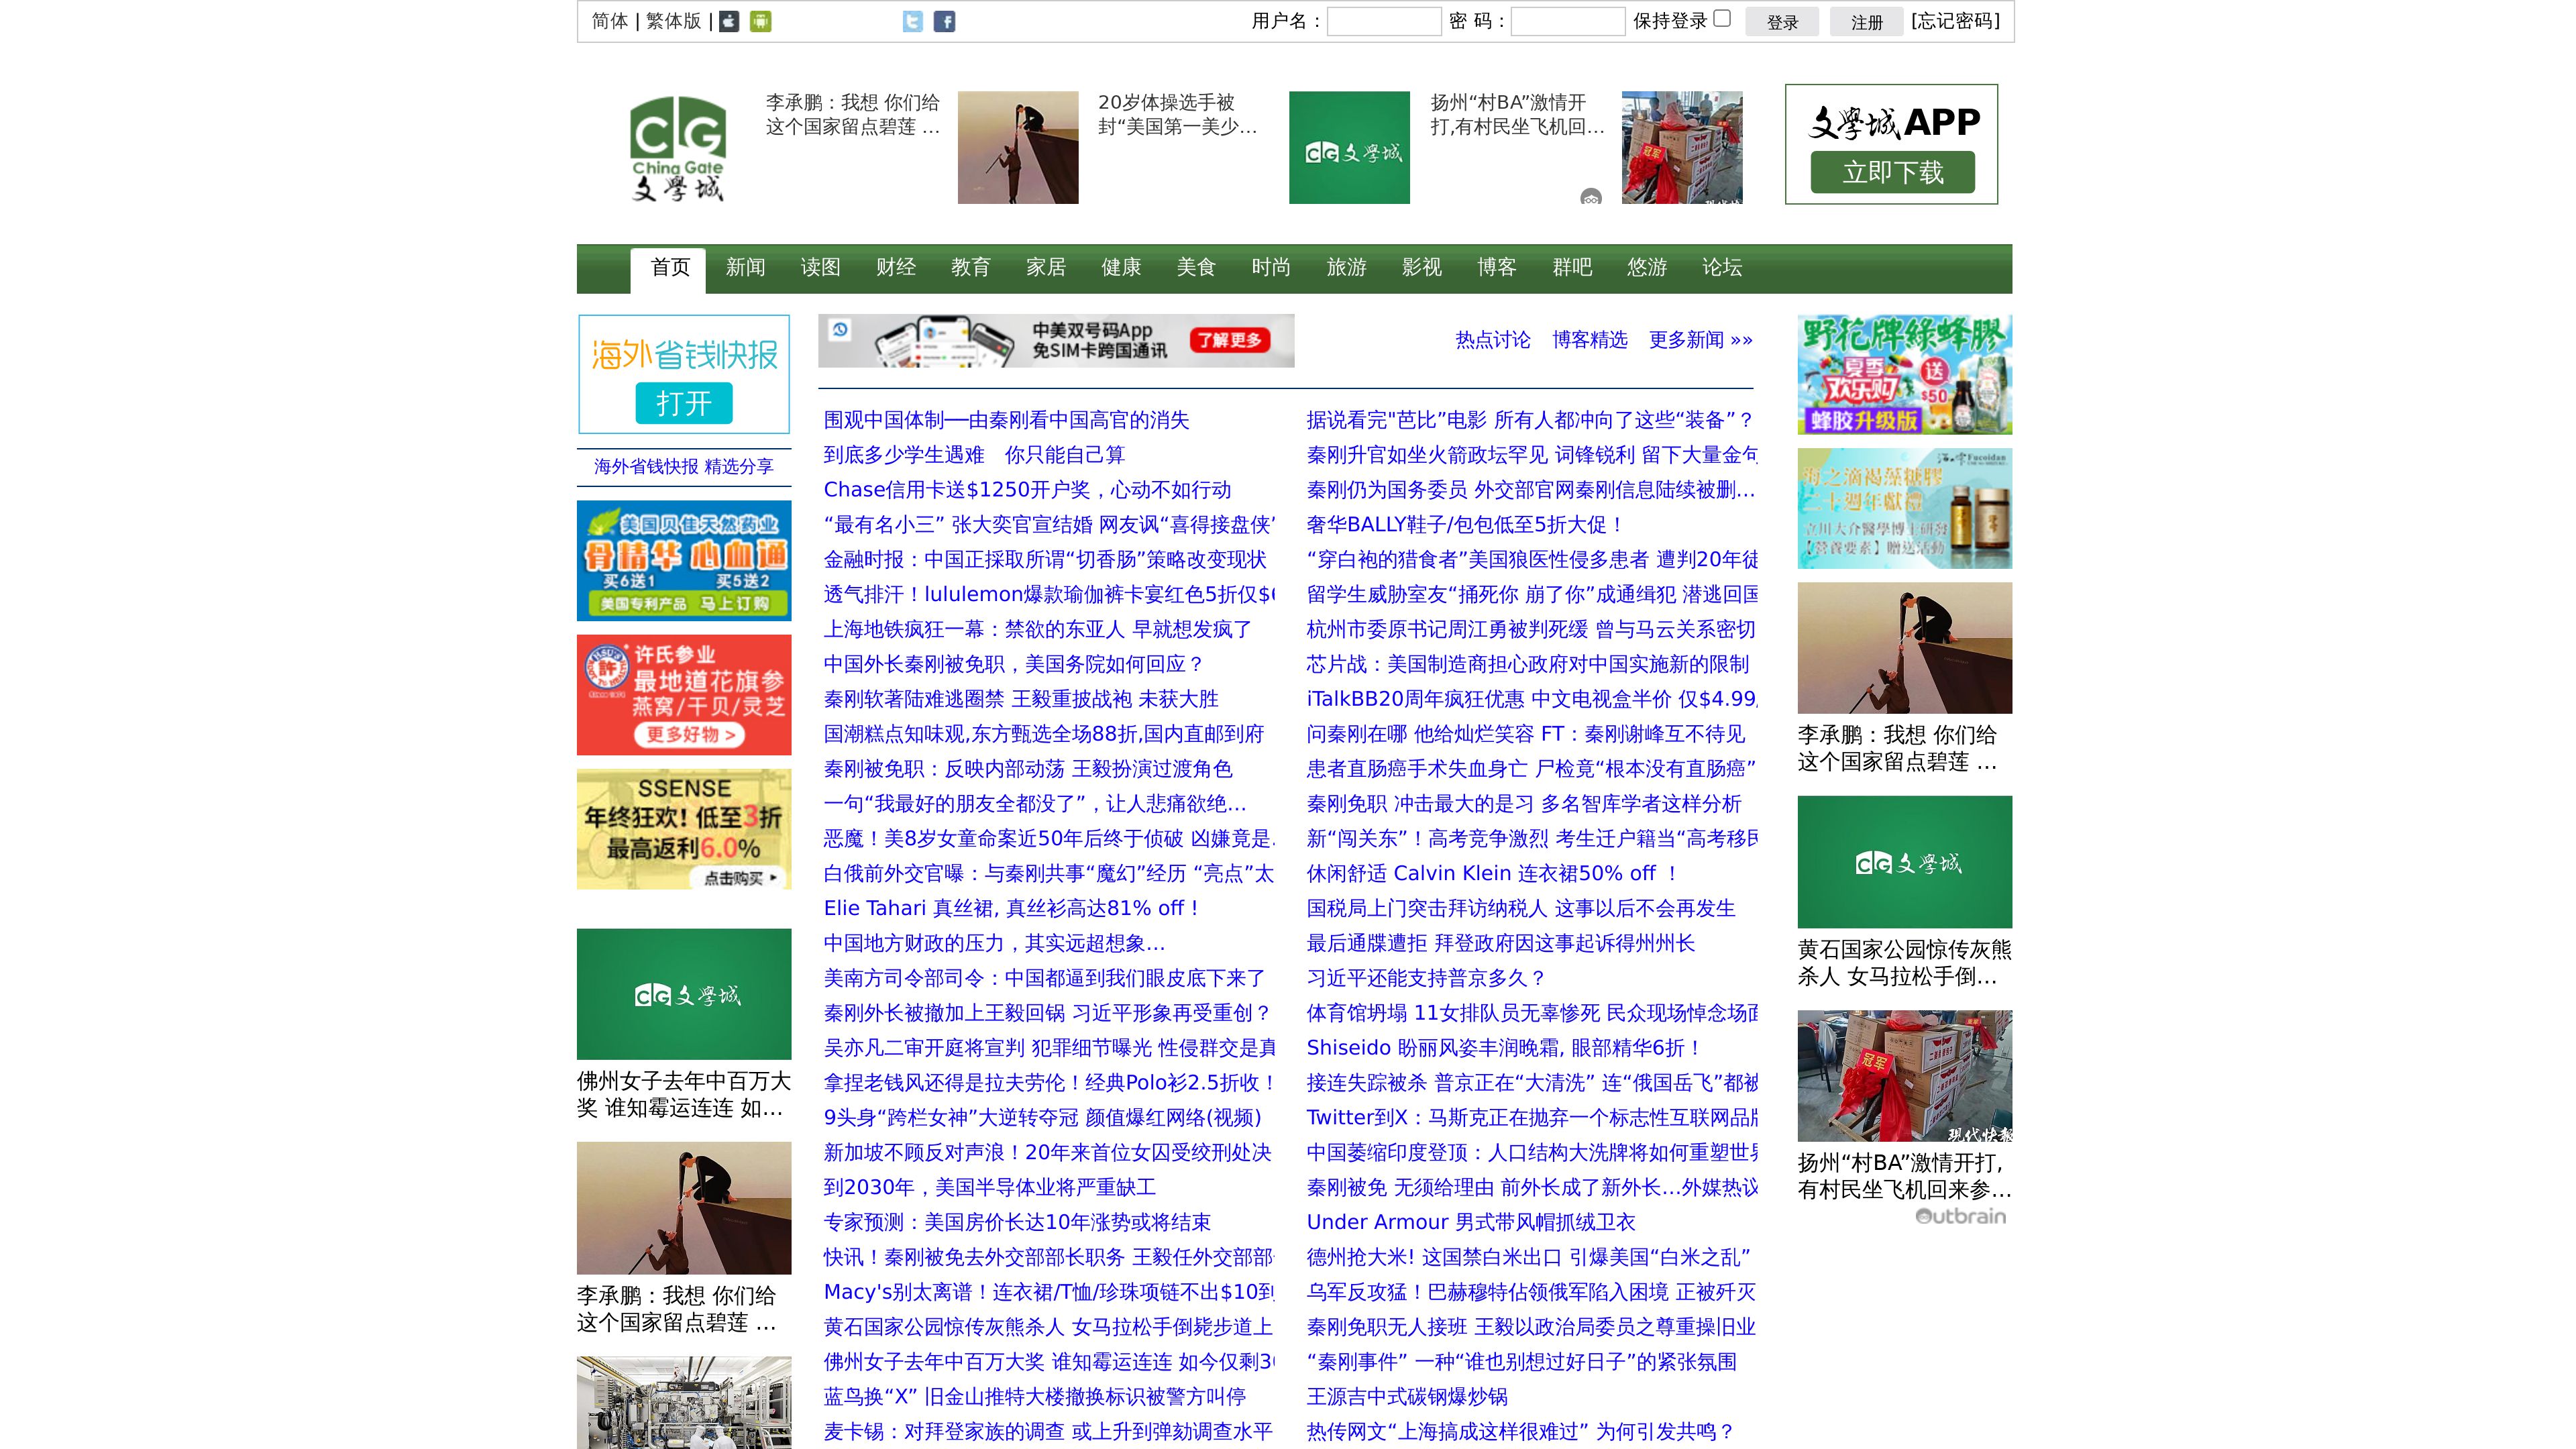 简体 | 繁体版 |
用户名：
密 码：
保持登录
登录
注册
[忘记密码]
CG
China Gate
文學城
李承鹏：我想 你们给
这个国家留点碧莲 …
20岁体操选手被
封“美国第一美少…
CG 文學城
扬州“村BA”激情开
打,有村民坐飞机回…
冠军
文學城APP
立即下载
首页 新闻 读图 财经 教育 家居 健康 美食 时尚 旅游 影视 博客 群吧 悠游 论坛
海外省钱快报
打开
海外省钱快报 精选分享
美国贝佳天然药业
骨精华 心血通
买6送1 买5送2
美国专利产品 马上订购
許
许氏参业
最地道花旗参
燕窝/干贝/灵芝
更多好物 >
SSENSE
年终狂欢! 低至3折
最高返利6.0%
点击购买
CG 文學城
佛州女子去年中百万大
奖 谁知霉运连连 如…
李承鹏：我想 你们给
这个国家留点碧莲 …
中美双号码App
免SIM卡跨国通讯
了解更多
热点讨论 博客精选 更多新闻 »»
围观中国体制──由秦刚看中国高官的消失
到底多少学生遇难　你只能自己算
Chase信用卡送$1250开户奖，心动不如行动
“最有名小三” 张大奕官宣结婚 网友讽“喜得接盘侠”
金融时报：中国正採取所谓“切香肠”策略改变现状
透气排汗！lululemon爆款瑜伽裤卡宴红色5折仅$
上海地铁疯狂一幕：禁欲的东亚人 早就想发疯了
中国外长秦刚被免职，美国务院如何回应？
秦刚软著陆难逃圈禁 王毅重披战袍 未获大胜
国潮糕点知味观,东方甄选全场88折,国内直邮到府
秦刚被免职：反映内部动荡 王毅扮演过渡角色
一句“我最好的朋友全都没了”，让人悲痛欲绝…
恶魔！美8岁女童命案近50年后终于侦破 凶嫌竟是
白俄前外交官曝：与秦刚共事“魔幻”经历 “亮点”太
Elie Tahari 真丝裙, 真丝衫高达81% off !
中国地方财政的压力，其实远超想象…
美南方司令部司令：中国都逼到我们眼皮底下来了
秦刚外长被撤加上王毅回锅 习近平形象再受重创？
吴亦凡二审开庭将宣判 犯罪细节曝光 性侵群交是真
拿捏老钱风还得是拉夫劳伦！经典Polo衫2.5折收！
9头身“跨栏女神”大逆转夺冠 颜值爆红网络(视频)
新加坡不顾反对声浪！20年来首位女囚受绞刑处决
到2030年，美国半导体业将严重缺工
专家预测：美国房价长达10年涨势或将结束
快讯！秦刚被免去外交部部长职务 王毅任外交部部
Macy's别太离谱！连衣裙/T恤/珍珠项链不出$10到
黄石国家公园惊传灰熊杀人 女马拉松手倒毙步道上
佛州女子去年中百万大奖 谁知霉运连连 如今仅剩3
蓝鸟换“X” 旧金山推特大楼撤换标识被警方叫停
麦卡锡：对拜登家族的调查 或上升到弹劾调查水平
据说看完"芭比”电影 所有人都冲向了这些“装备”？
秦刚升官如坐火箭政坛罕见 词锋锐利 留下大量金句
秦刚仍为国务委员 外交部官网秦刚信息陆续被删…
奢华BALLY鞋子/包包低至5折大促！
“穿白袍的猎食者”美国狼医性侵多患者 遭判20年徒
留学生威胁室友“捅死你 崩了你”成通缉犯 潜逃回国
杭州市委原书记周江勇被判死缓 曾与马云关系密切
芯片战：美国制造商担心政府对中国实施新的限制
iTalkBB20周年疯狂优惠 中文电视盒半价 仅$4.99
问秦刚在哪 他给灿烂笑容 FT：秦刚谢峰互不待见
患者直肠癌手术失血身亡 尸检竟“根本没有直肠癌”
秦刚免职 冲击最大的是习 多名智库学者这样分析
新“闯关东”！高考竞争激烈 考生迁户籍当“高考移民
休闲舒适 Calvin Klein 连衣裙50% off ！
国税局上门突击拜访纳税人 这事以后不会再发生
最后通牒遭拒 拜登政府因这事起诉得州州长
习近平还能支持普京多久？
体育馆坍塌 11女排队员无辜惨死 民众现场悼念场面
Shiseido 盼丽风姿丰润晚霜, 眼部精华6折！
接连失踪被杀 普京正在“大清洗” 连“俄国岳飞”都被
Twitter到X：马斯克正在抛弃一个标志性互联网品牌
中国萎缩印度登顶：人口结构大洗牌将如何重塑世界
秦刚被免 无须给理由 前外长成了新外长…外媒热议
Under Armour 男式带风帽抓绒卫衣
德州抢大米! 这国禁白米出口 引爆美国“白米之乱”
乌军反攻猛！巴赫穆特佔领俄军陷入困境 正被歼灭
秦刚免职无人接班 王毅以政治局委员之尊重操旧业
“秦刚事件” 一种“谁也别想过好日子”的紧张氛围
王源吉中式碳钢爆炒锅
热传网文“上海搞成这样很难过” 为何引发共鸣？
野花牌綠蜂膠
夏季
欢乐购
送
$50
蜂胶升级版
Fucoidan
海之滴褐藻糖膠
二十週年獻禮
立川大介醫學博士研發
【營養要素】贈送活動
李承鹏：我想 你们给
这个国家留点碧莲 …
CG 文學城
黄石国家公园惊传灰熊
杀人 女马拉松手倒…
冠军
现代快报
扬州“村BA”激情开打,
有村民坐飞机回来参…
Outbrain